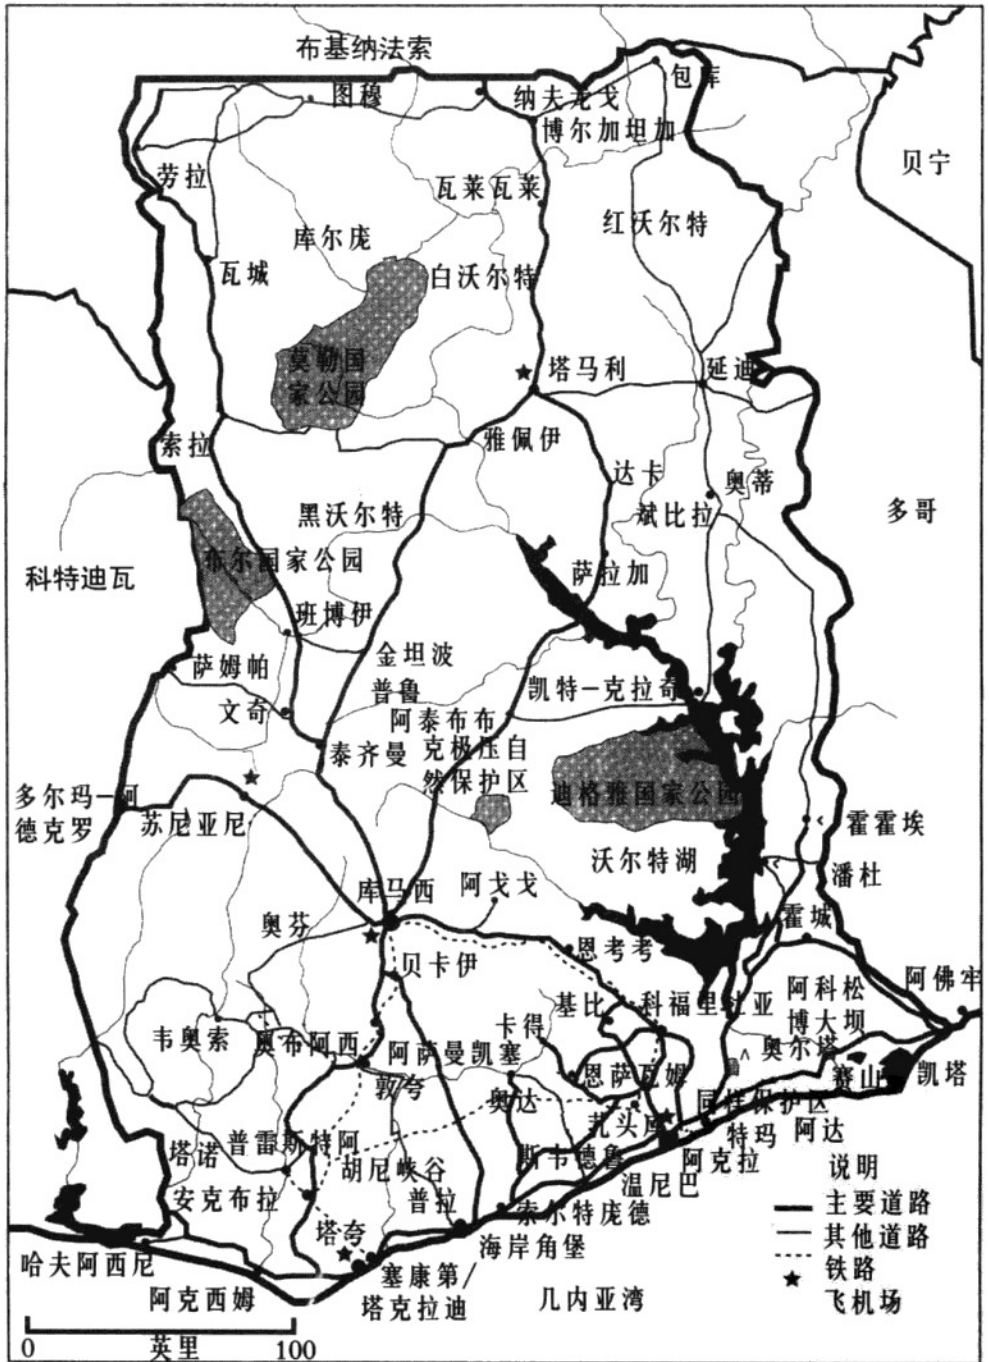 布基纳法索
包库
图穆
纳夫龙戈
博尔加坦加
贝宁
劳拉
瓦莱瓦莱
红沃尔特
库尔庞
瓦城
白沃尔特
莫勒国
家公园
塔马利
延迪
索拉
雅佩伊
达卡
奥蒂
黑沃尔特
斌比拉
多哥
布尔国家公园
科特迪瓦
萨拉加
班博伊
萨姆帕
金坦波
普鲁
凯特-克拉奇
文奇
阿泰布布
泰齐曼
克极压自
然保护区
迪格雅国家公园
多尔玛-阿
德克罗
苏尼亚尼
霍霍埃
沃尔特湖
潘杜
库马西
阿戈戈
奥芬
霍城
恩考考
贝卡伊
阿佛牢
基比
科福里杜亚
阿科松
博大坝
韦奥索
奥布阿西
卡得
阿萨曼凯塞
奥尔塔
恩萨瓦姆
赛山
凯塔
敦夸
奥达
同样保护区
扎头库
特玛
阿达
塔诺
普雷斯特阿
胡尼峡谷
斯韦德鲁
阿克拉
说明
安克布拉
普拉
温尼巴
主要道路
塔夸
索尔特庞德
其他道路
哈夫阿西尼
海岸角堡
铁路
塞康第/
塔克拉迪
飞机场
阿克西姆
几内亚湾
0
英里
100